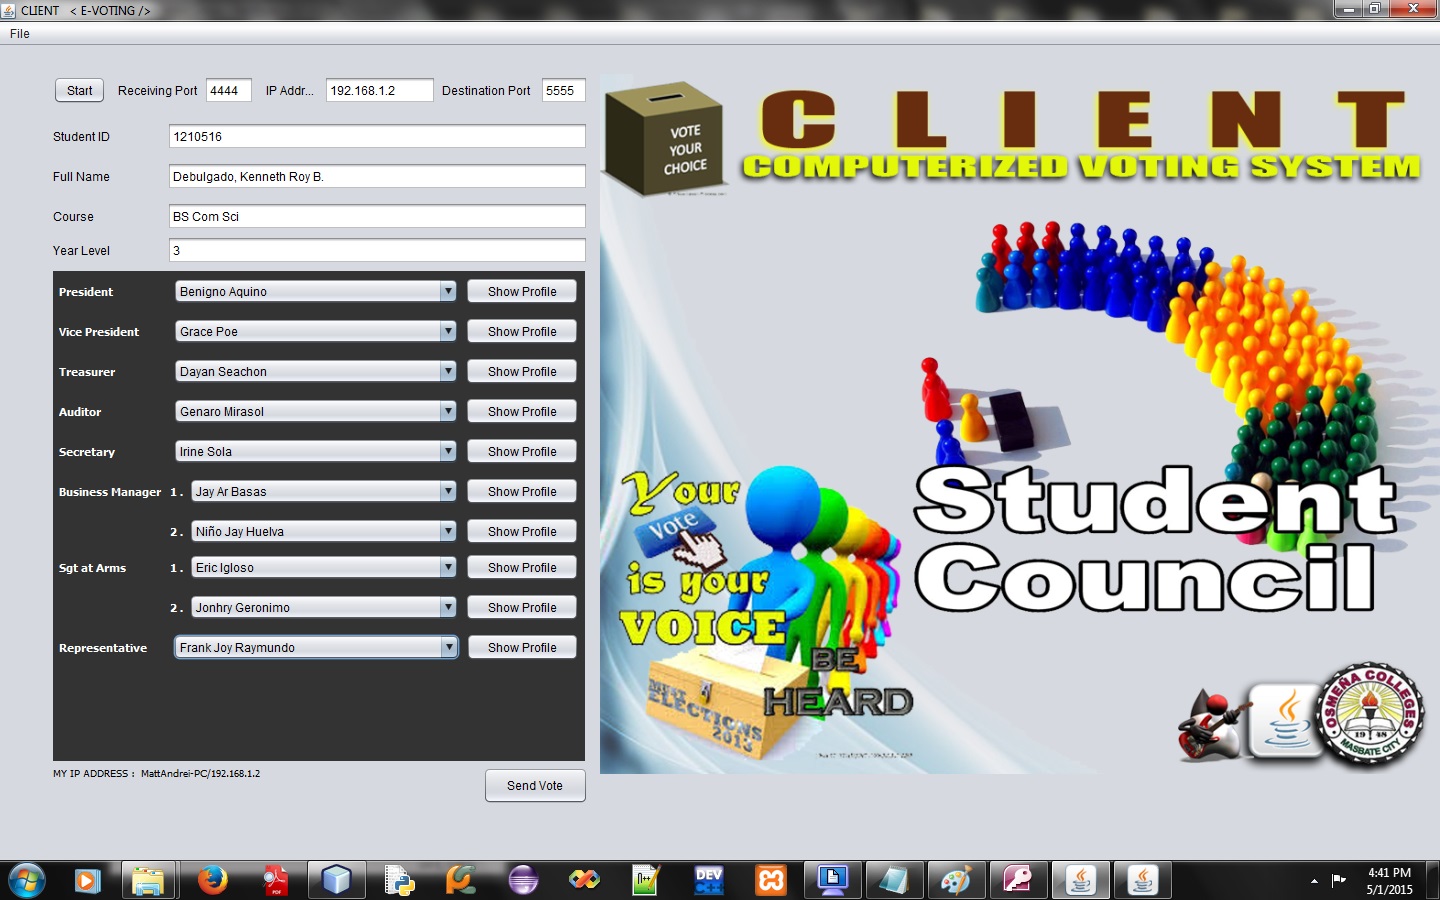 CLIENT < E-VOTING />
File
Start Receiving Port 4444 IP Addr... 192.168.1.2 Destination Port 5555
Student ID 1210516
Full Name Debulgado, Kenneth Roy B.
Course BS Com Sci
Year Level 3
President Benigno Aquino Show Profile
Vice President Grace Poe Show Profile
Treasurer Dayan Seachon Show Profile
Auditor Genaro Mirasol Show Profile
Secretary Irine Sola Show Profile
Business Manager 1. Jay Ar Basas Show Profile
2. Niño Jay Huelva Show Profile
Sgt at Arms 1. Eric Igloso Show Profile
2. Jonhry Geronimo Show Profile
Representative Frank Joy Raymundo Show Profile
MY IP ADDRESS : MattAndrei-PC/192.168.1.2
Send Vote
VOTE
YOUR
CHOICE
CLIENT
COMPUTERIZED VOTING SYSTEM
Your
Vote
is your
VOICE
BE
HEARD
ELECTIONS
2013
Student
Council
OSMEÑA COLLEGES
1948
MASBATE CITY
PDF
N++
DEV
C++
4:41 PM
5/1/2015